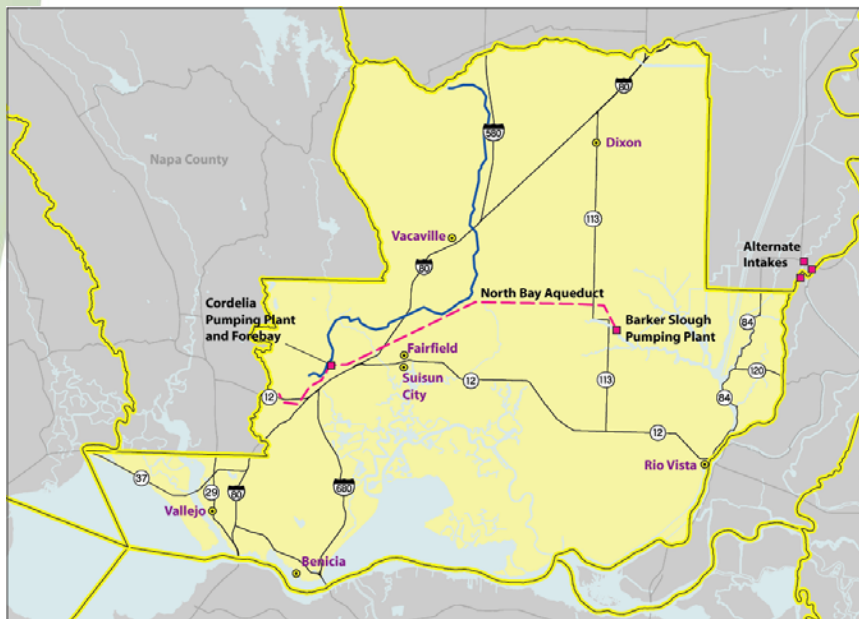 80
580
Napa County
Dixon
113
Vacaville
Alternate
Intakes
80
Cordelia
Pumping Plant
and Forebay
North Bay Aqueduct
Barker Slough
Pumping Plant
84
Fairfield
Suisun
City
12
113
120
84
12
12
Rio Vista
37
29
80
680
Vallejo
Benicia